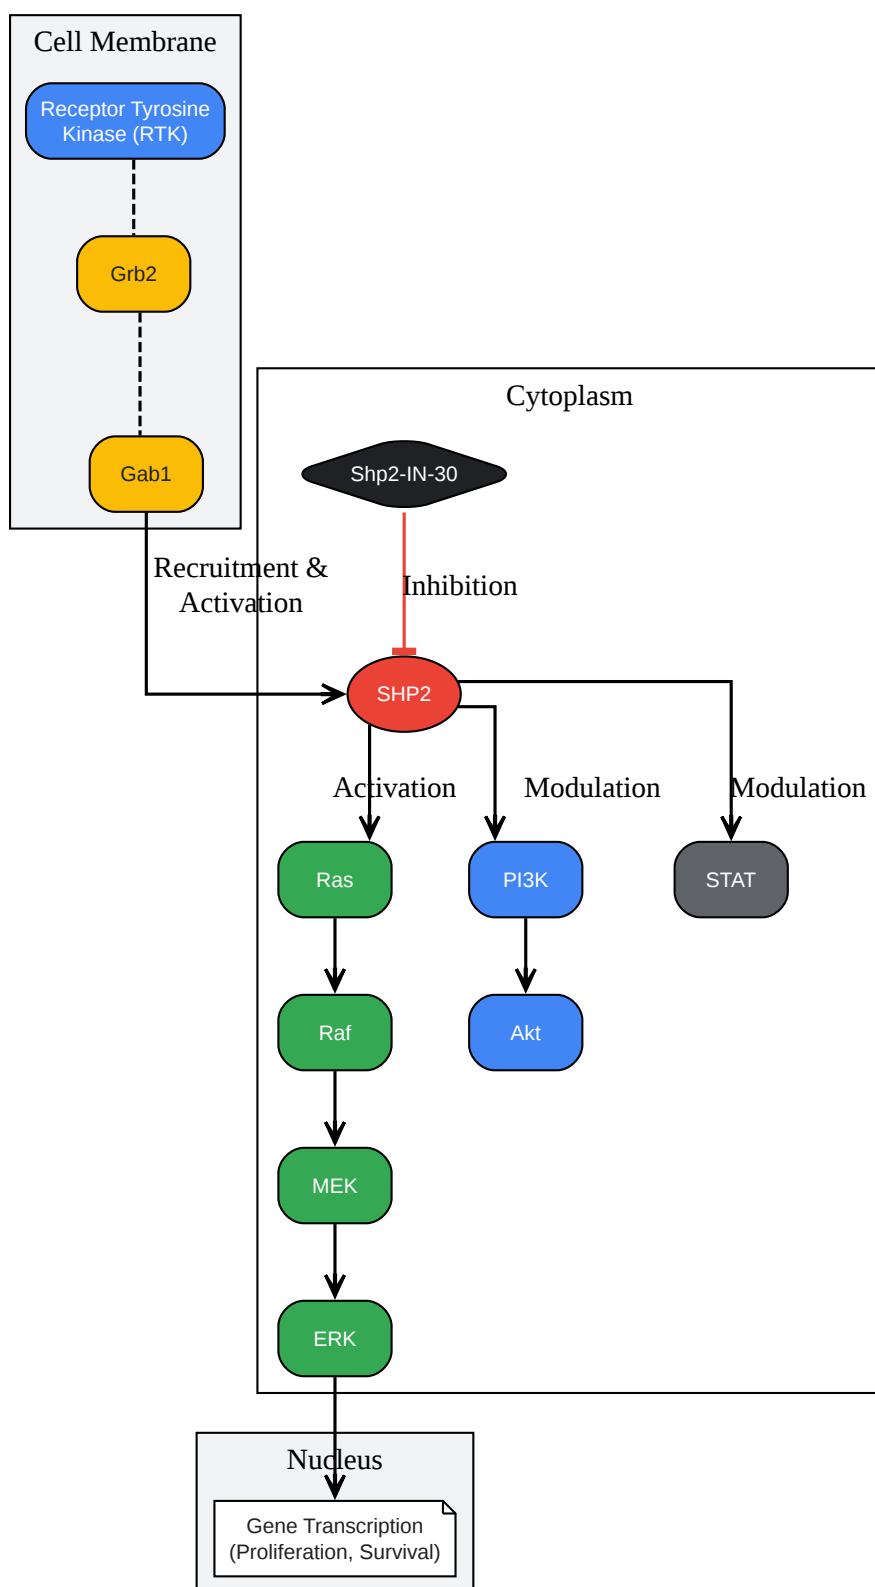 Cell Membrane
Receptor Tyrosine
Kinase (RTK)
Grb2
Gab1
Cytoplasm
Shp2-IN-30
Recruitment &
Activation
Inhibition
SHP2
Activation
Modulation
Modulation
Ras
PI3K
STAT
Raf
Akt
MEK
ERK
Nucleus
Gene Transcription
(Proliferation, Survival)